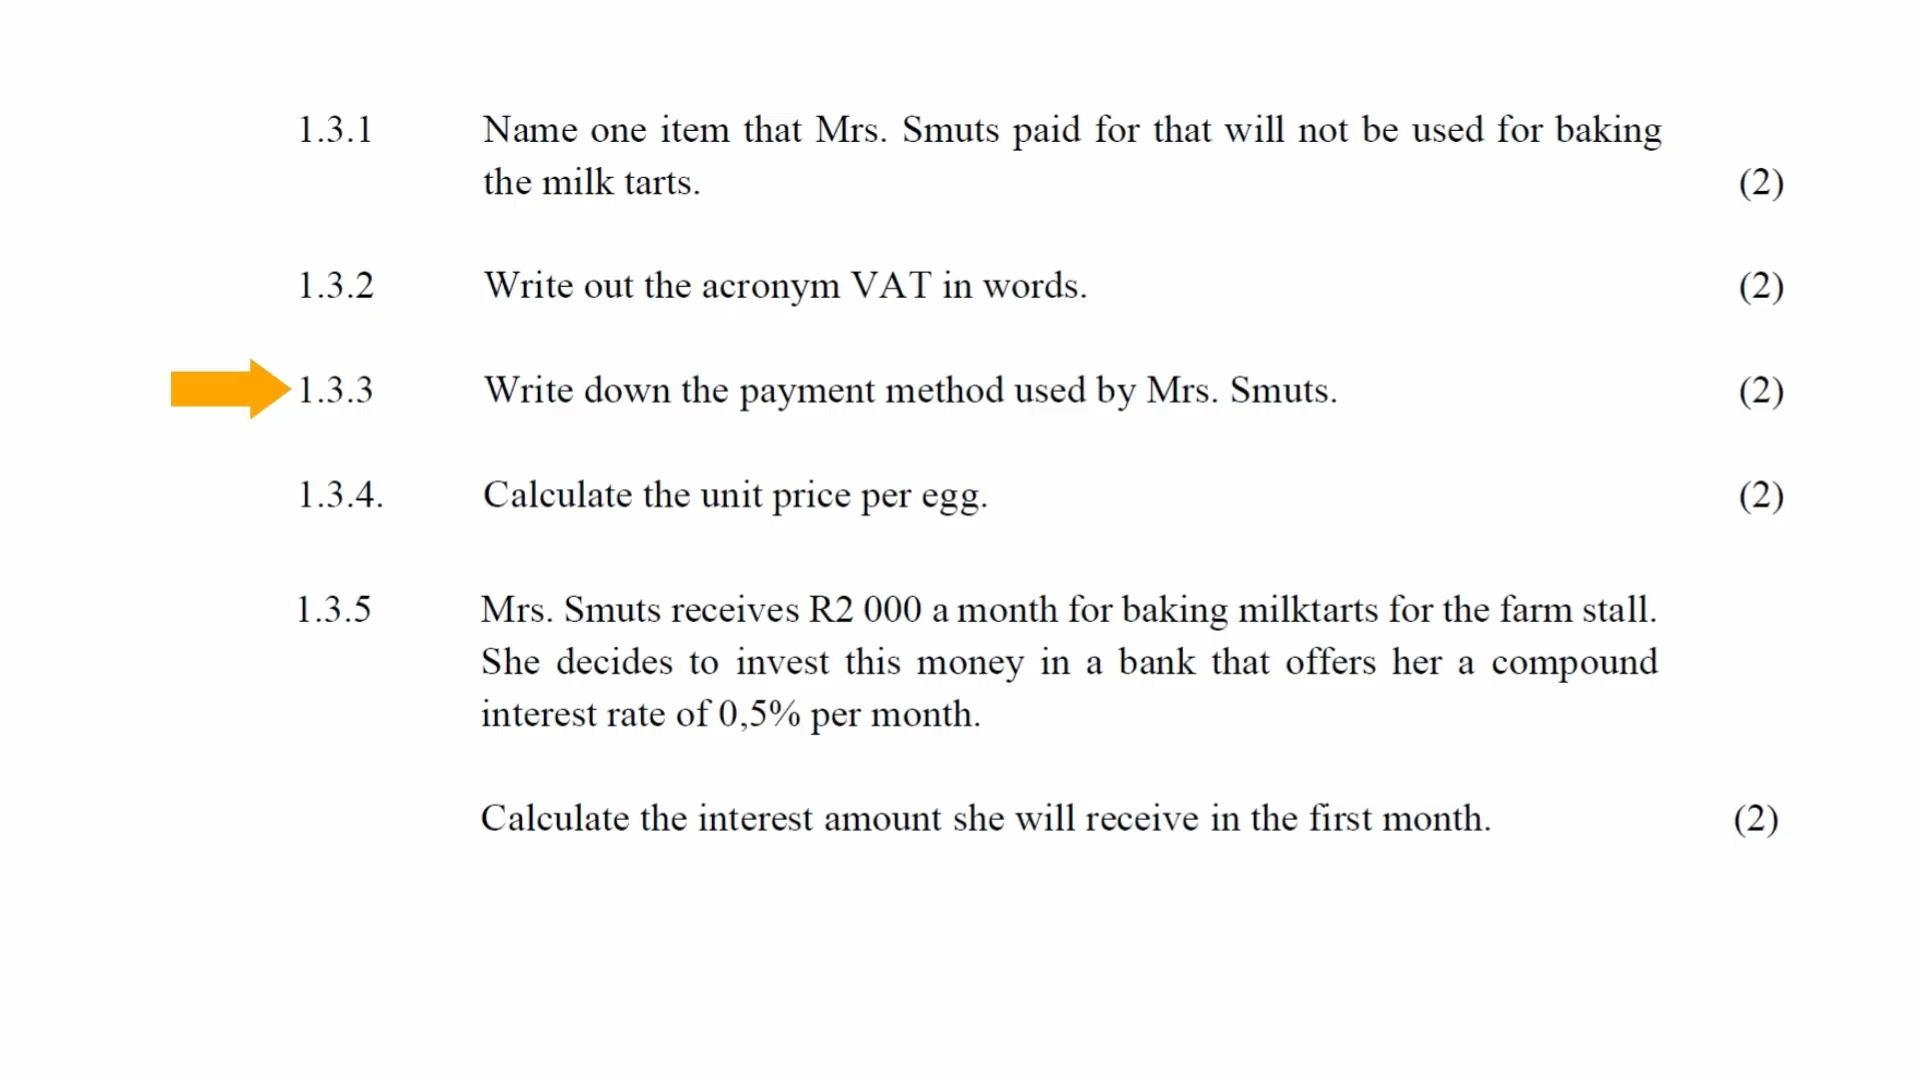 1.3.1 Name one item that Mrs. Smuts paid for that will not be used for baking
the milk tarts. (2)
1.3.2 Write out the acronym VAT in words. (2)
1.3.3 Write down the payment method used by Mrs. Smuts. (2)
1.3.4. Calculate the unit price per egg. (2)
1.3.5 Mrs. Smuts receives R2 000 a month for baking milktarts for the farm stall.
She decides to invest this money in a bank that offers her a compound
interest rate of 0,5% per month.
Calculate the interest amount she will receive in the first month. (2)